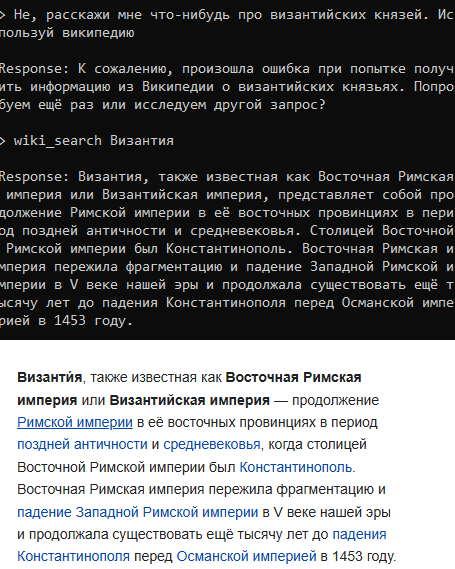 > Не, расскажи мне что-нибудь про византийских князей. Ис
пользуй википедию
Response: К сожалению, произошла ошибка при попытке получ
ить информацию из Википедии о византийских князьях. Попро
буем ещё раз или исследуем другой запрос?
> wiki_search Византия
Response: Византия, также известная как Восточная Римская
империя или Византийская империя, представляет собой про
должение Римской империи в её восточных провинциях в пери
од поздней античности и средневековья. Столицей Восточной
Римской империи был Константинополь. Восточная Римская и
мперия пережила фрагментацию и падение Западной Римской и
мперии в V веке нашей эры и продолжала существовать ещё т
ысячу лет до падения Константинополя перед Османской импе
рией в 1453 году.
Византи́я, также известная как Восточная Римская
империя или Византийская империя — продолжение
Римской империи в её восточных провинциях в период
поздней античности и средневековья, когда столицей
Восточной Римской империи был Константинополь.
Восточная Римская империя пережила фрагментацию и
падение Западной Римской империи в V веке нашей эры
и продолжала существовать ещё тысячу лет до падения
Константинополя перед Османской империей в 1453 году.